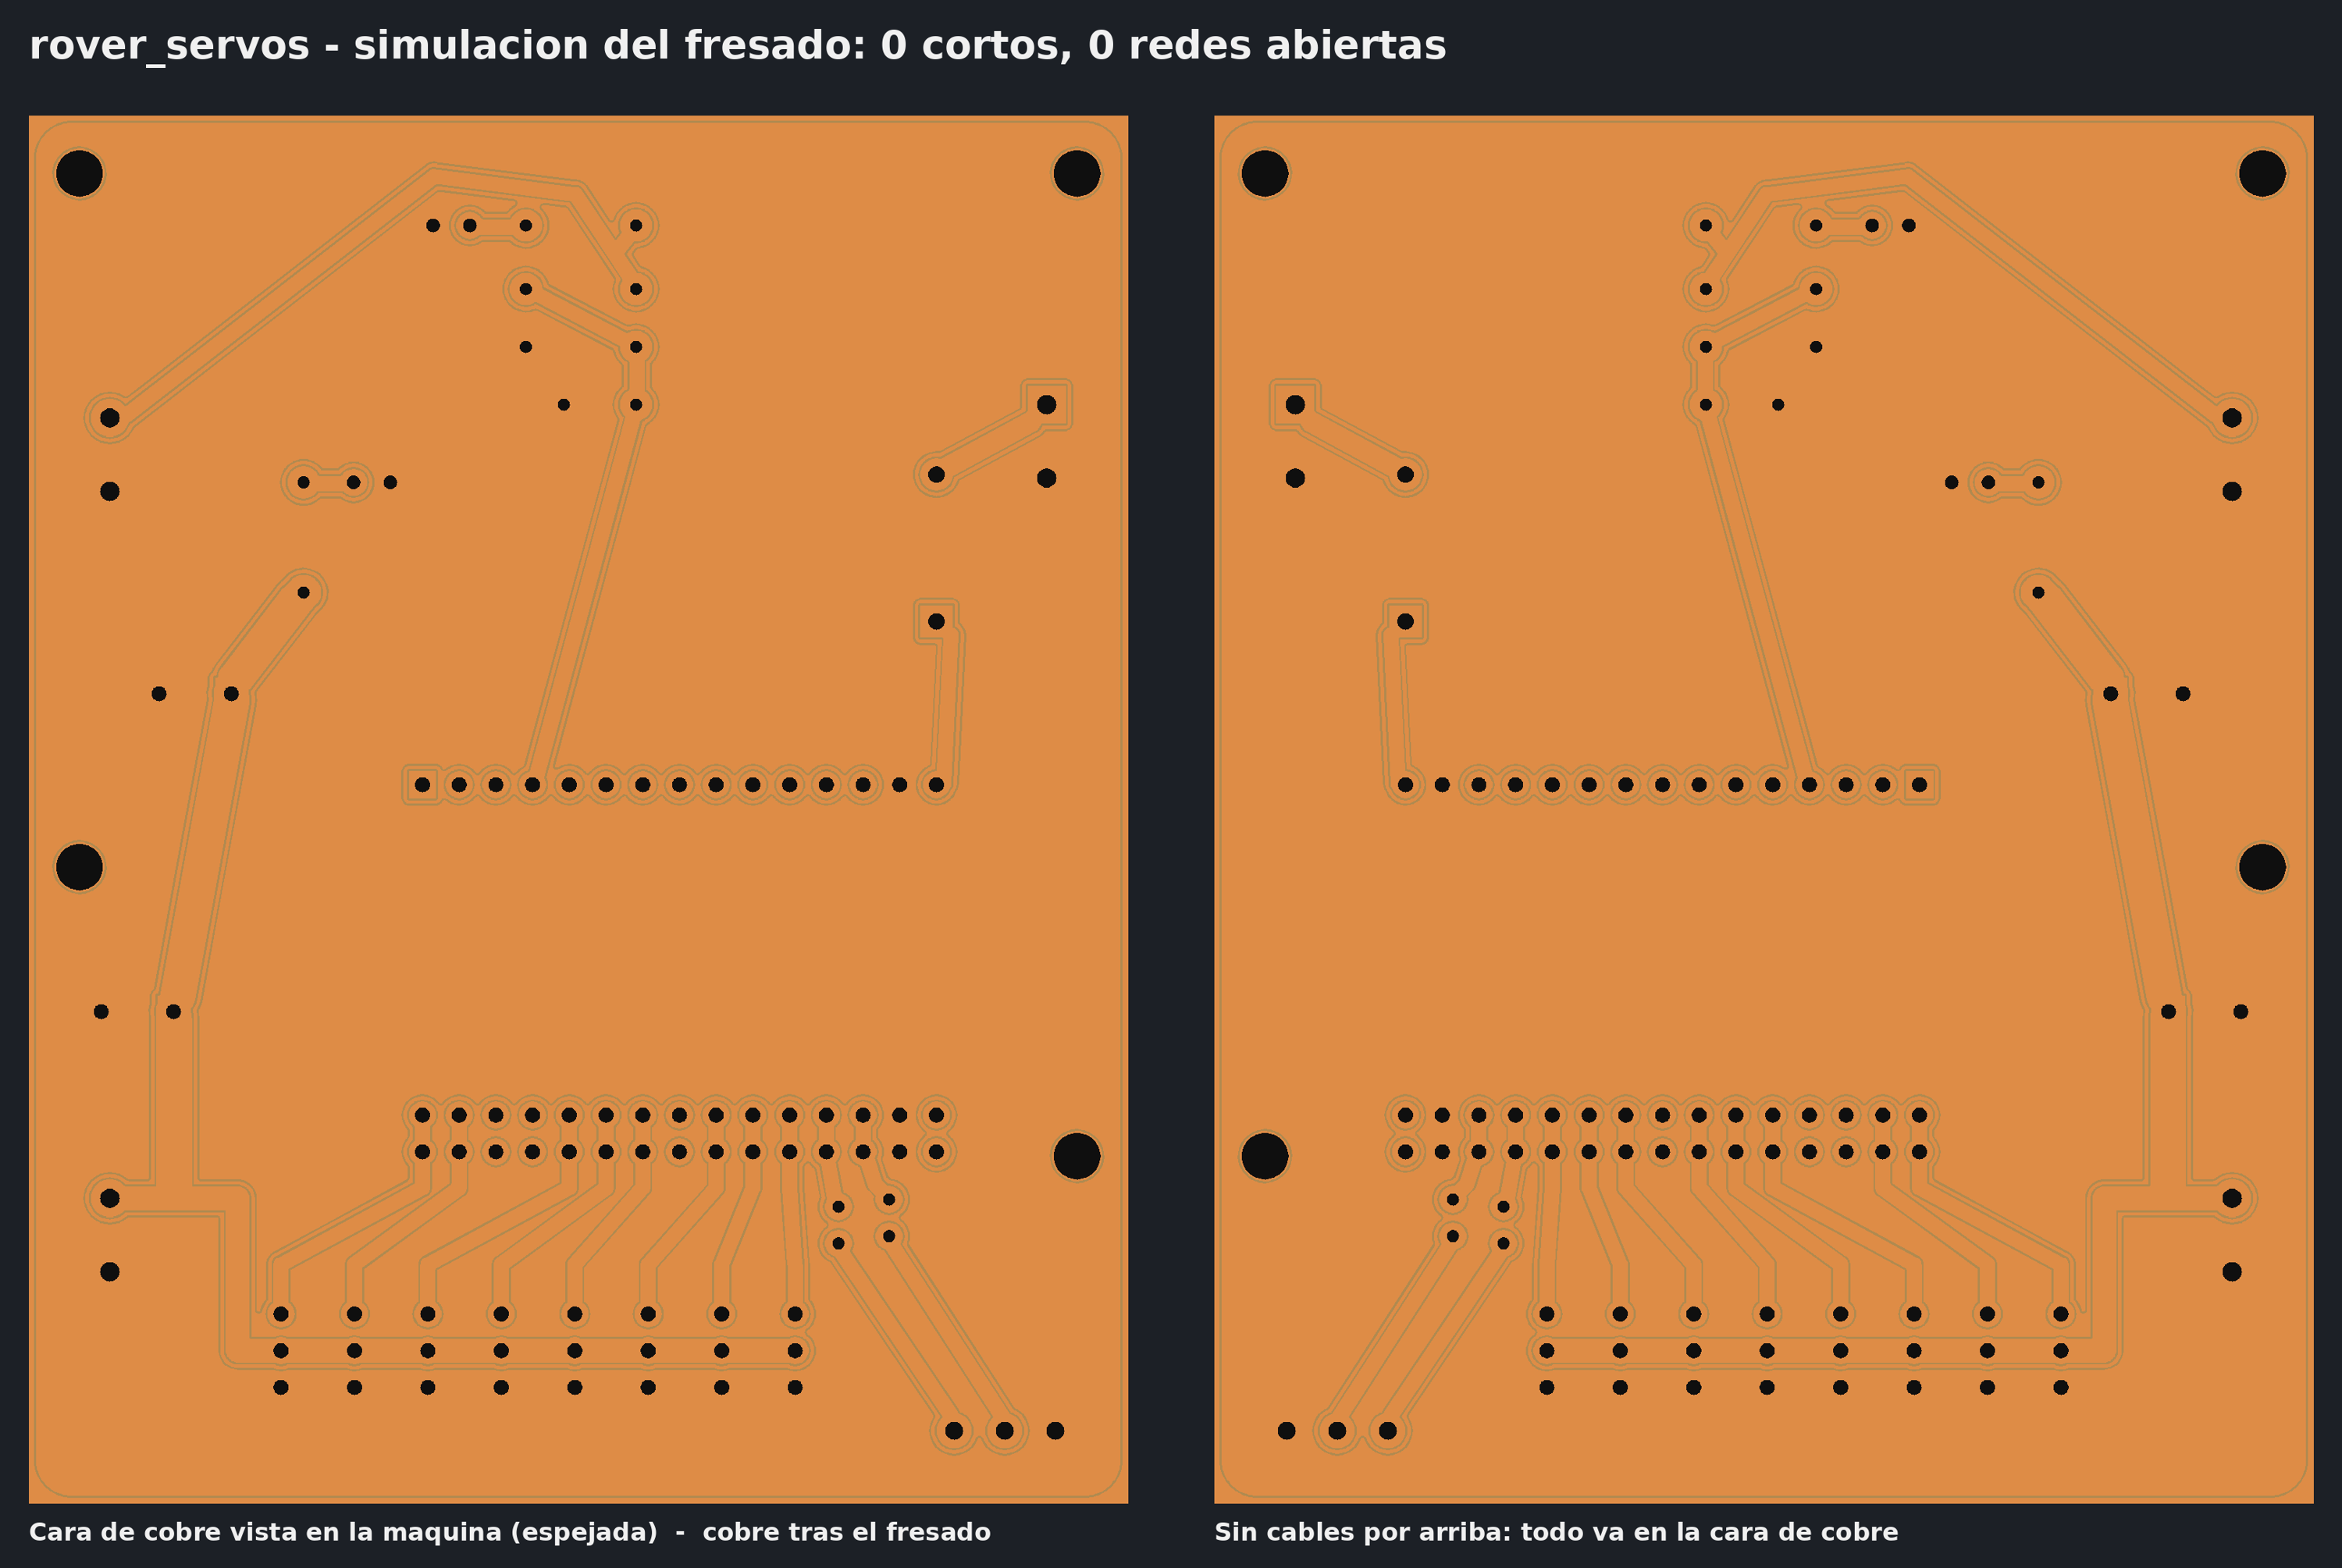 rover_servos - simulacion del fresado: 0 cortos, 0 redes abiertas
Cara de cobre vista en la maquina (espejada)  -  cobre tras el fresado
Sin cables por arriba: todo va en la cara de cobre